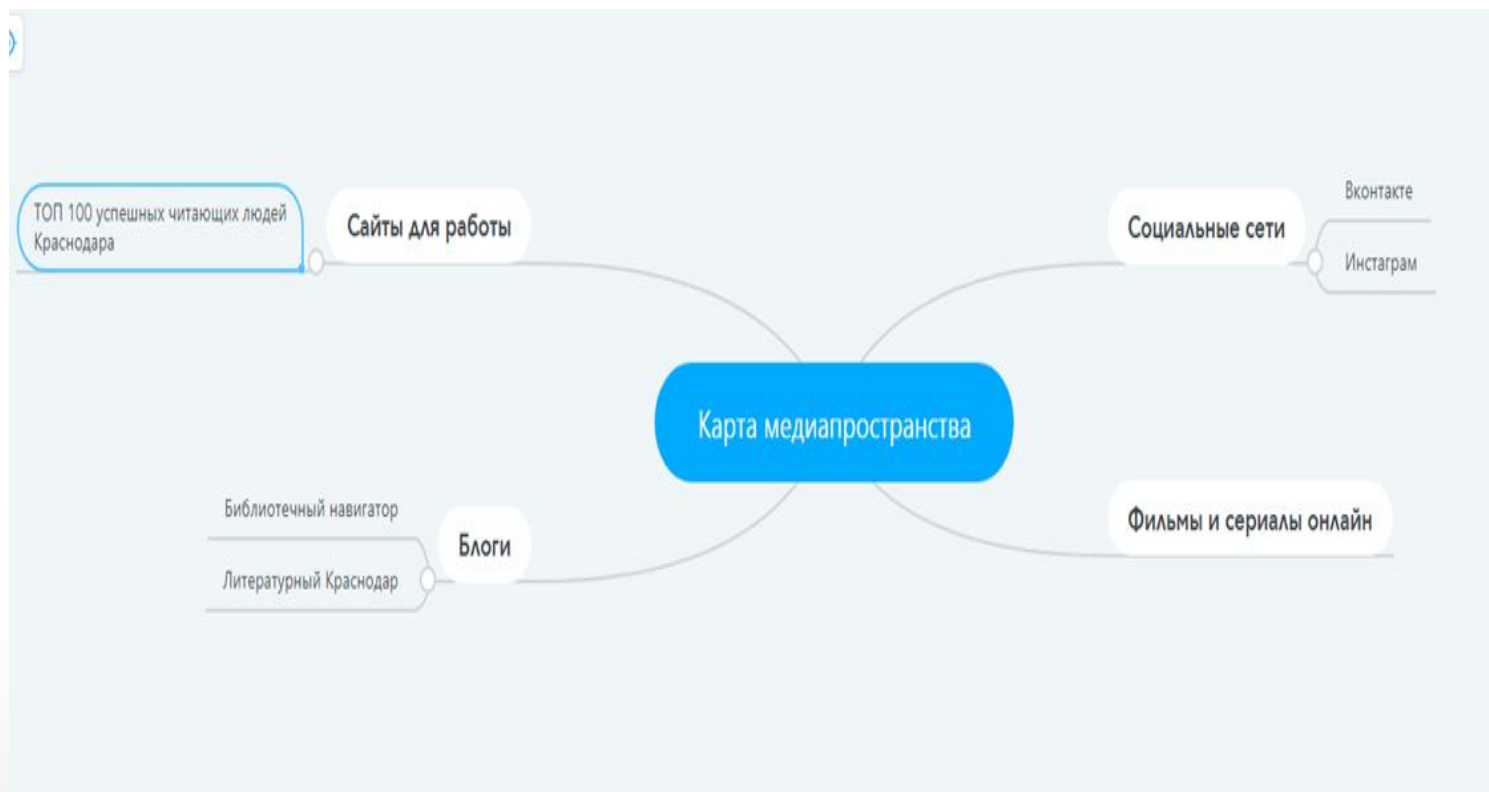 ТОП 100 успешных читающих людей
Краснодара
Сайты для работы
Социальные сети
Вконтакте
Инстаграм
Карта медиапространства
Библиотечный навигатор
Литературный Краснодар
Блоги
Фильмы и сериалы онлайн